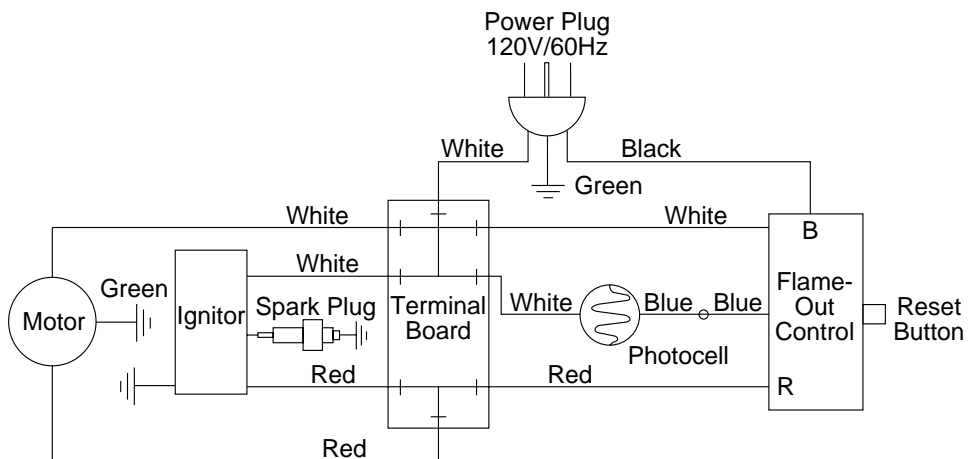 Power Plug
120V/60Hz
White
Black
Green
White
White
B
White
Green
Motor
Ignitor
Spark Plug
Terminal
Board
White
Blue
Blue
Flame-
Out
Control
Reset
Button
Photocell
Red
Red
R
Red